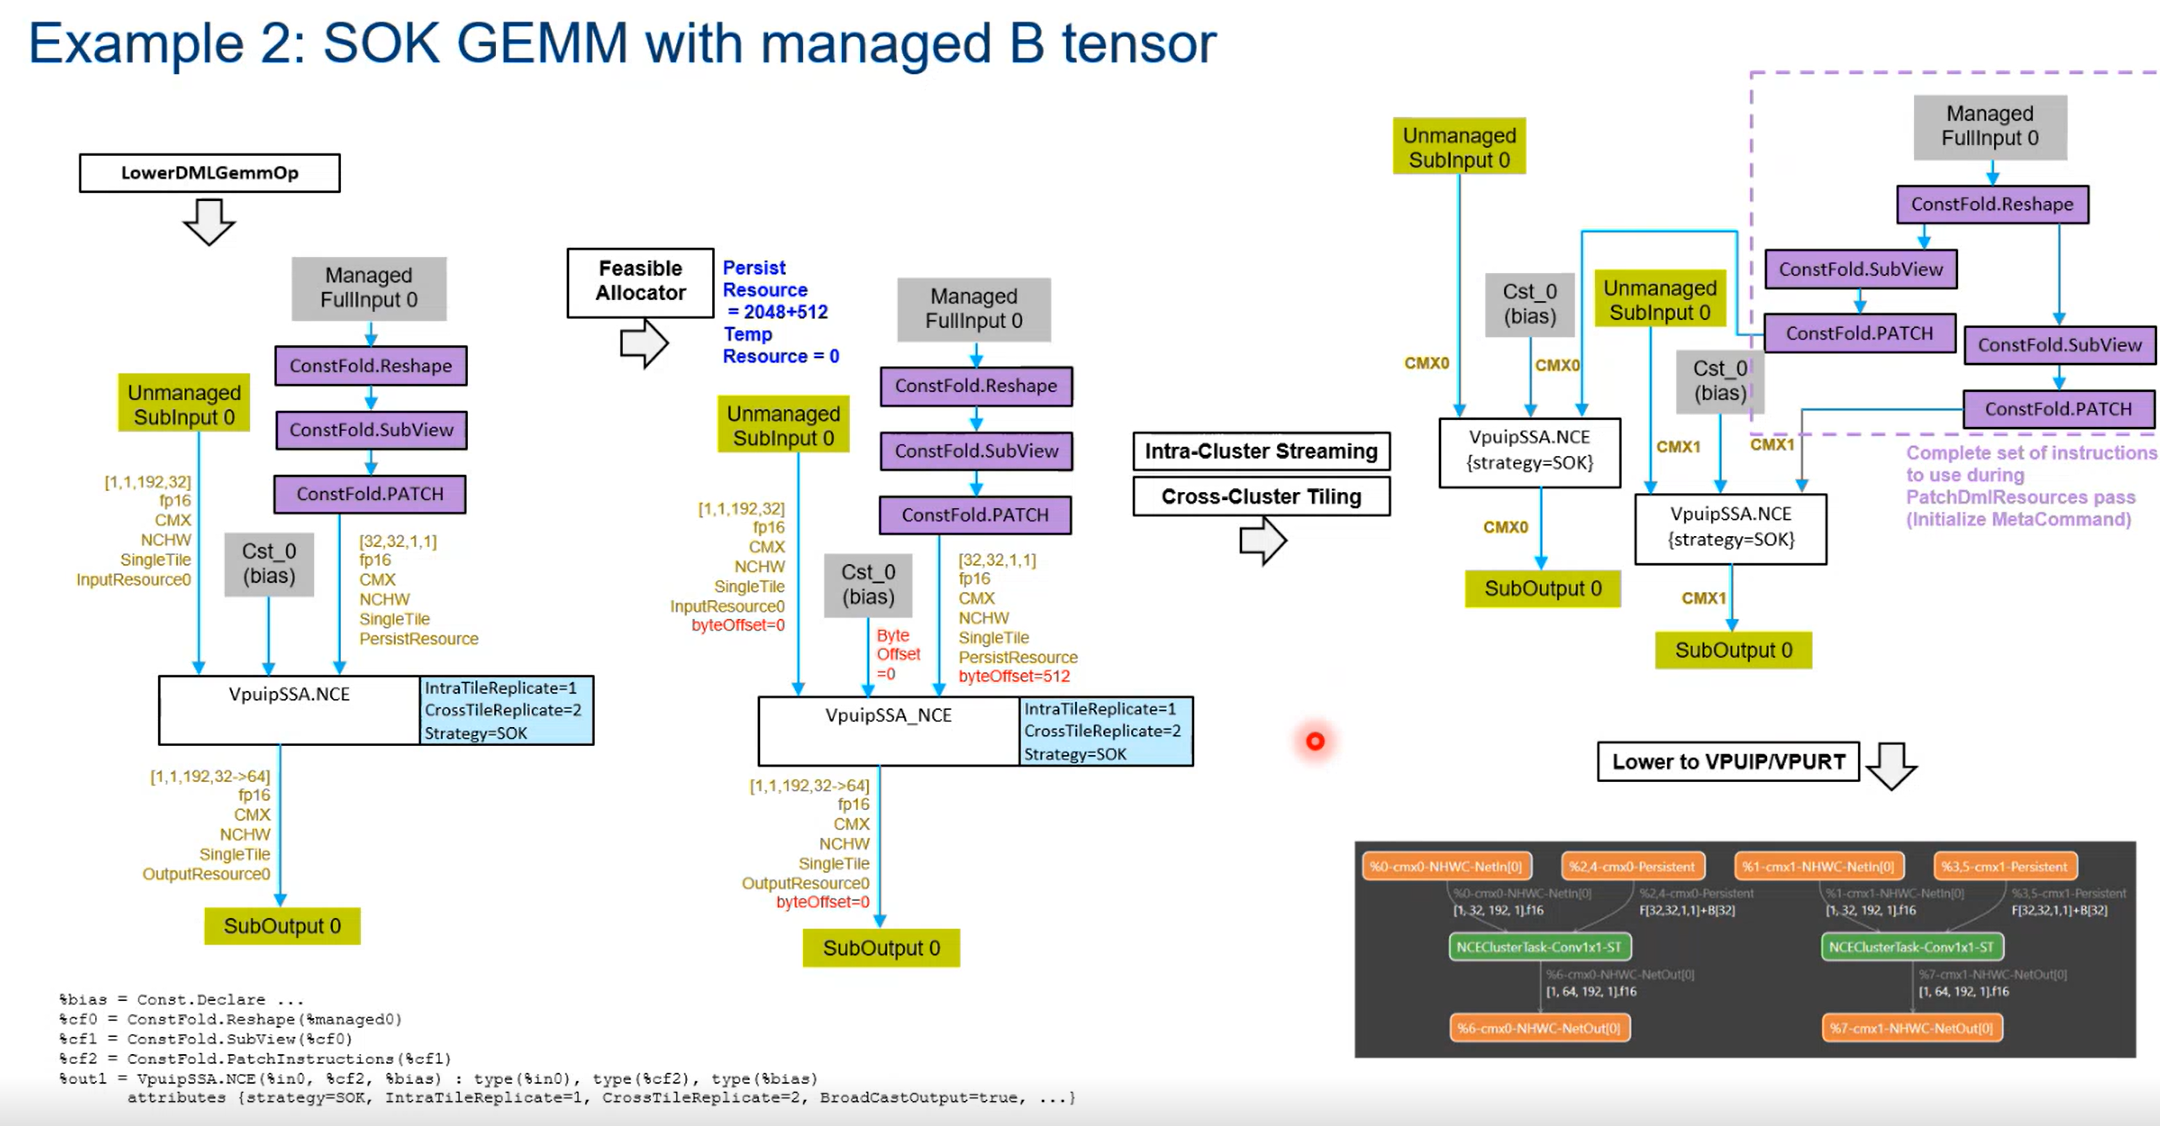 Example 2: SOK GEMM with managed B tensor
LowerDMLGemmOp
Managed
FullInput 0
ConstFold.Reshape
Unmanaged
SubInput 0
ConstFold.SubView
ConstFold.PATCH
[1,1,192,32]
fp16
CMX
NCHW
SingleTile
InputResource0
Cst_0
(bias)
[32,32,1,1]
fp16
CMX
NCHW
SingleTile
PersistResource
VpuipSSA.NCE
IntraTileReplicate=1
CrossTileReplicate=2
Strategy=SOK
[1,1,192,32->64]
fp16
CMX
NCHW
SingleTile
OutputResource0
SubOutput 0
Feasible
Allocator
Persist
Resource
= 2048+512
Temp
Resource = 0
Managed
FullInput 0
ConstFold.Reshape
Unmanaged
SubInput 0
ConstFold.SubView
ConstFold.PATCH
[1,1,192,32]
fp16
CMX
NCHW
SingleTile
InputResource0
byteOffset=0
Cst_0
(bias)
Byte
Offset
=0
[32,32,1,1]
fp16
CMX
NCHW
SingleTile
PersistResource
byteOffset=512
VpuipSSA_NCE
IntraTileReplicate=1
CrossTileReplicate=2
Strategy=SOK
[1,1,192,32->64]
fp16
CMX
NCHW
SingleTile
OutputResource0
byteOffset=0
SubOutput 0
Intra-Cluster Streaming
Cross-Cluster Tiling
Unmanaged
SubInput 0
Managed
FullInput 0
ConstFold.Reshape
ConstFold.SubView
ConstFold.PATCH
ConstFold.SubView
ConstFold.PATCH
Cst_0
(bias)
Unmanaged
SubInput 0
Cst_0
(bias)
CMX0
CMX0
CMX1
CMX1
VpuipSSA.NCE
{strategy=SOK}
VpuipSSA.NCE
{strategy=SOK}
CMX0
SubOutput 0
CMX1
SubOutput 0
Complete set of instructions
to use during
PatchDmlResources pass
(Initialize MetaCommand)
Lower to VPUIP/VPURT
%0-cmx0-NHWC-NetIn[0]
%2,4-cmx0-Persistent
%1-cmx1-NHWC-NetIn[0]
%3,5-cmx1-Persistent
%0-cmx0-NHWC-NetIn[0]
[1, 32, 192, 1].f16
%2,4-cmx0-Persistent
F[32,32,1,1]+B[32]
%1-cmx1-NHWC-NetIn[0]
[1, 32, 192, 1].f16
%3,5-cmx1-Persistent
F[32,32,1,1]+B[32]
NCEClusterTask-Conv1x1-ST
NCEClusterTask-Conv1x1-ST
%6-cmx0-NHWC-NetOut[0]
[1, 64, 192, 1].f16
%7-cmx1-NHWC-NetOut[0]
[1, 64, 192, 1].f16
%6-cmx0-NHWC-NetOut[0]
%7-cmx1-NHWC-NetOut[0]
%bias = Const.Declare ...
%cf0 = ConstFold.Reshape(%managed0)
%cf1 = ConstFold.SubView(%cf0)
%cf2 = ConstFold.PatchInstructions(%cf1)
%out1 = VpuipSSA.NCE(%in0, %cf2, %bias) : type(%in0), type(%cf2), type(%bias)
attributes {strategy=SOK, IntraTileReplicate=1, CrossTileReplicate=2, BroadCastOutput=true, ...}